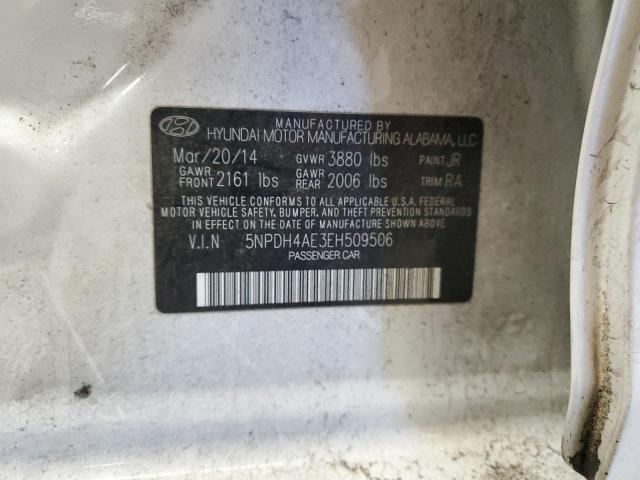 MANUFACTURED BY
HYUNDAI MOTOR MANUFACTURING ALABAMA, LLC
Mar/20/14 GVWR 3880 lbs PAINT JR
GAWR FRONT 2161 lbs GAWR REAR 2006 lbs TRIM RA
THIS VEHICLE CONFORMS TO ALL APPLICABLE U.S.A. FEDERAL
MOTOR VEHICLE SAFETY, BUMPER, AND THEFT PREVENTION STANDARDS
IN EFFECT ON THE DATE OF MANUFACTURE SHOWN ABOVE.
V.I.N 5NPDH4AE3EH509506
PASSENGER CAR